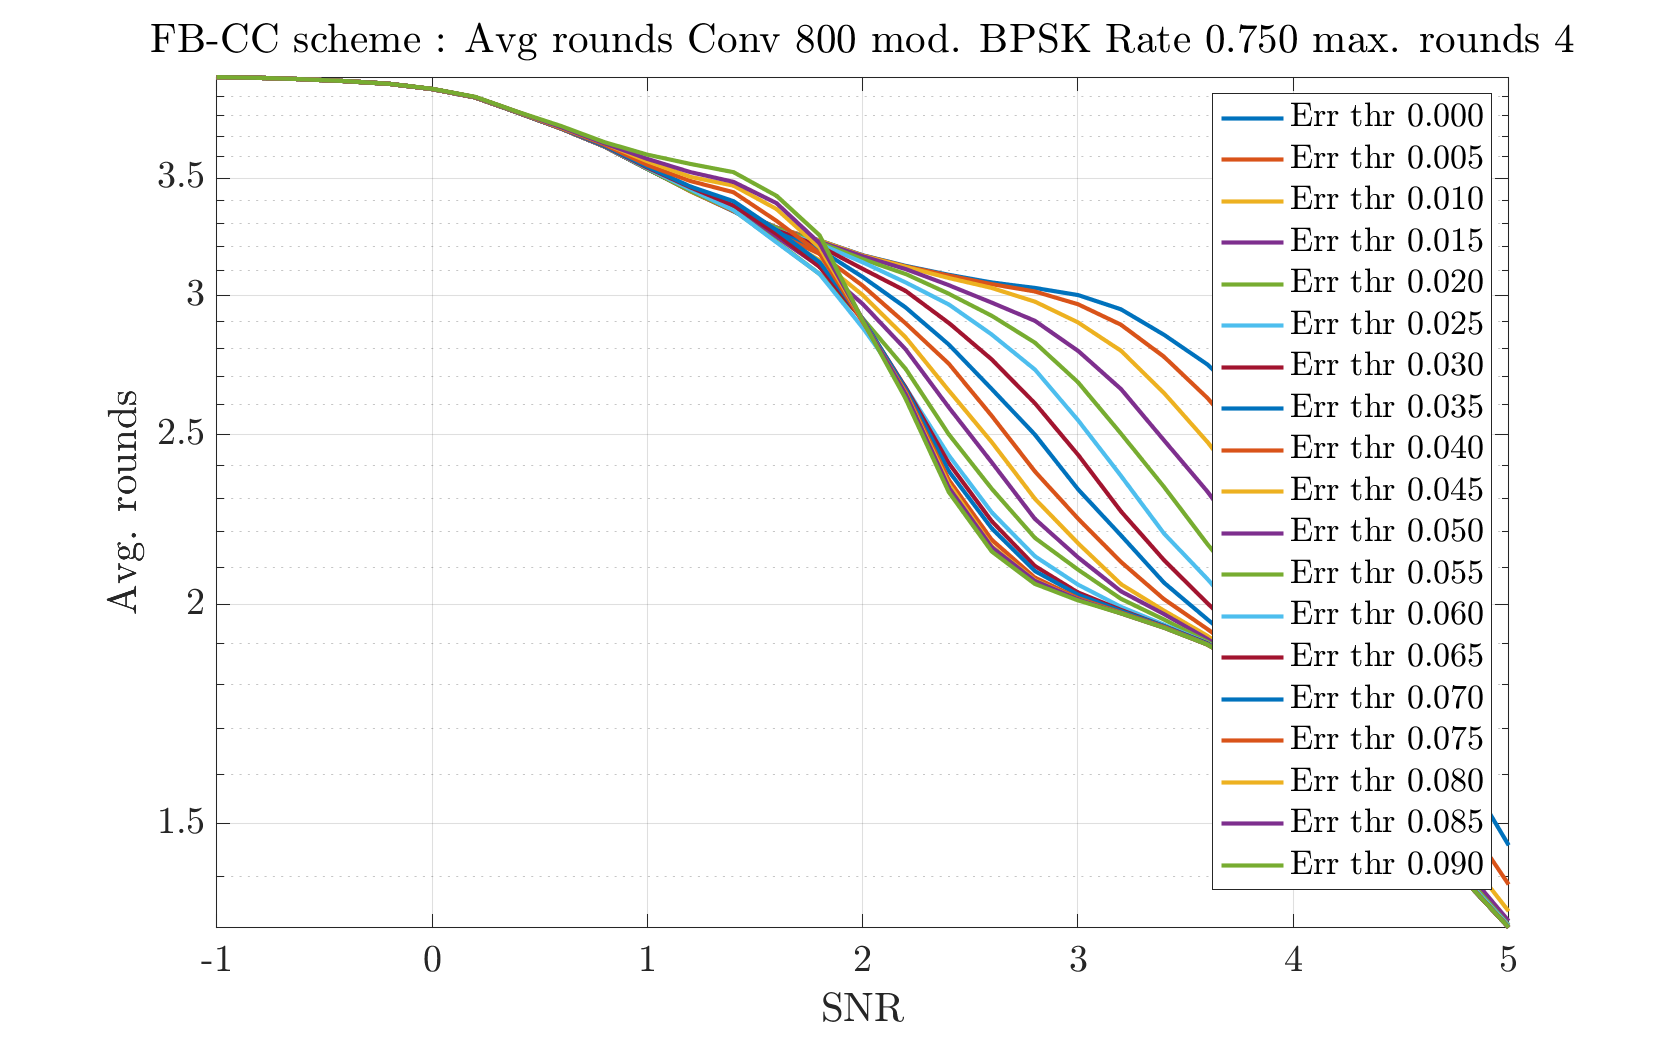 FB-CC scheme : Avg rounds Conv 800 mod. BPSK Rate 0.750 max. rounds 4
Avg. rounds
3.5
3
2.5
2
1.5
-1 0 1 2 3 4 5
SNR
Err thr 0.000
Err thr 0.005
Err thr 0.010
Err thr 0.015
Err thr 0.020
Err thr 0.025
Err thr 0.030
Err thr 0.035
Err thr 0.040
Err thr 0.045
Err thr 0.050
Err thr 0.055
Err thr 0.060
Err thr 0.065
Err thr 0.070
Err thr 0.075
Err thr 0.080
Err thr 0.085
Err thr 0.090